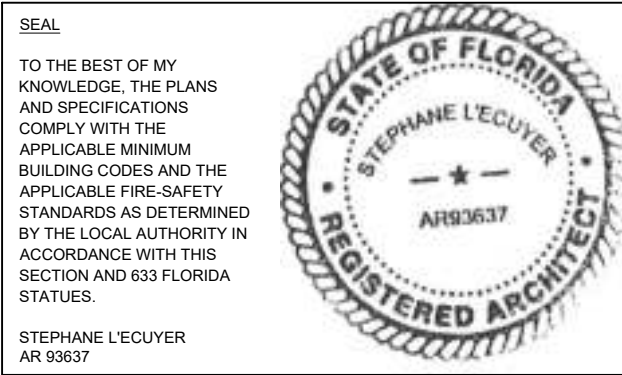 SEAL
TO THE BEST OF MY
KNOWLEDGE, THE PLANS
AND SPECIFICATIONS
COMPLY WITH THE
APPLICABLE MINIMUM
BUILDING CODES AND THE
APPLICABLE FIRE-SAFETY
STANDARDS AS DETERMINED
BY THE LOCAL AUTHORITY IN
ACCORDANCE WITH THIS
SECTION AND 633 FLORIDA
STATUES.
STEPHANE L'ECUYER
AR 93637
STATE OF FLORIDA
STEPHANE L'ECUYER
AR93637
REGISTERED ARCHITECT